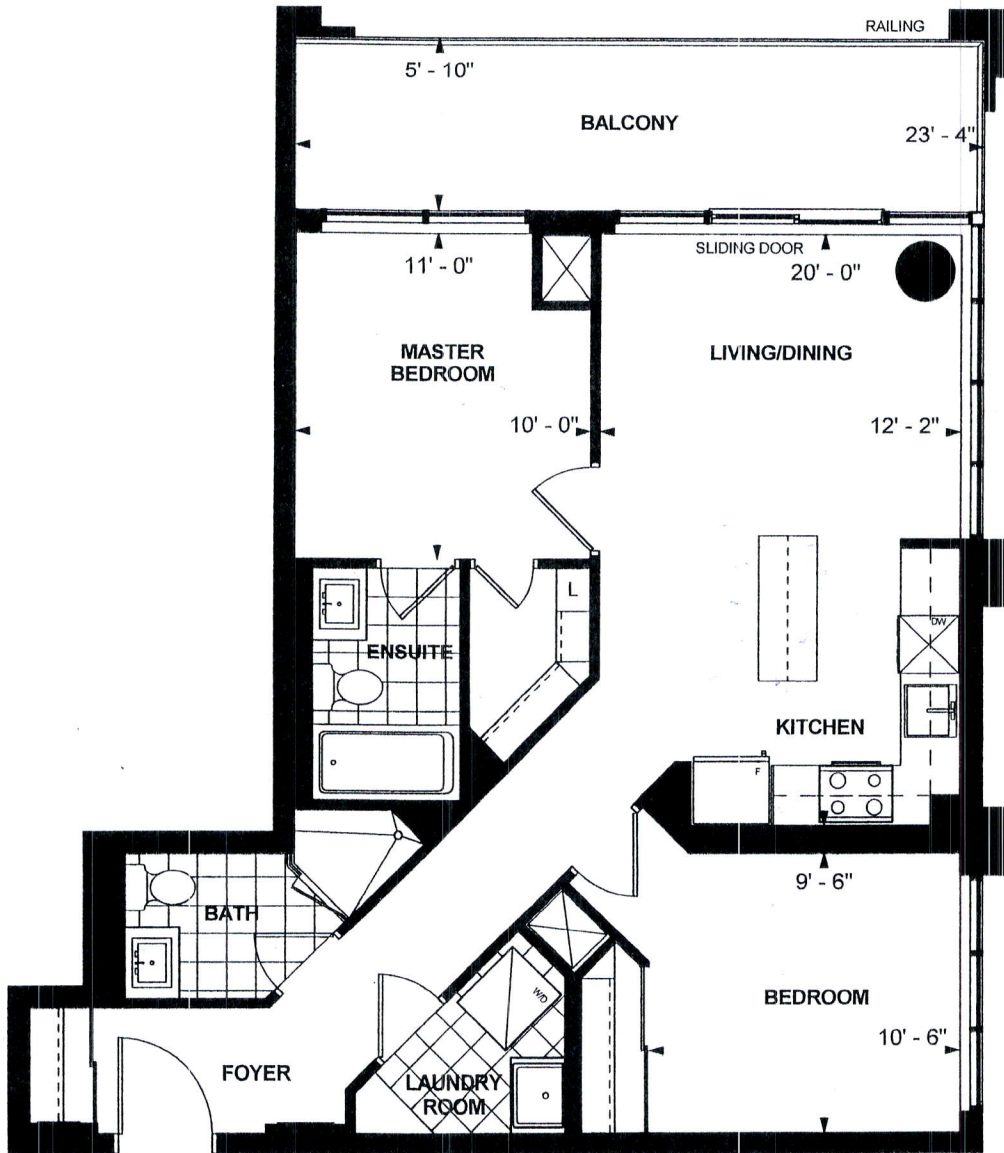 RAILING
5' - 10"
BALCONY
23' - 4"
SLIDING DOOR
11' - 0"
20' - 0"
MASTER
BEDROOM
LIVING/DINING
10' - 0"
12' - 2"
L
DW
ENSUITE
KITCHEN
F
9' - 6"
BATH
W/D
BEDROOM
10' - 6"
FOYER
LAUNDRY
ROOM